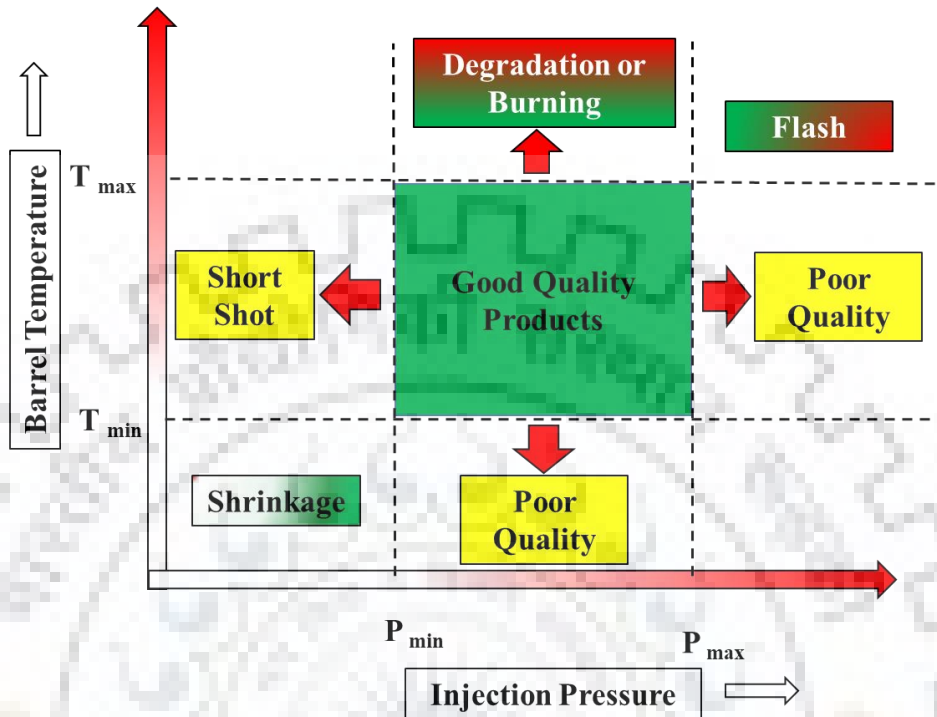 Degradation or
Burning
Flash
T max
Barrel Temperature
Short
Shot
Good Quality
Products
Poor
Quality
T min
Shrinkage
Poor
Quality
P min
P max
Injection Pressure